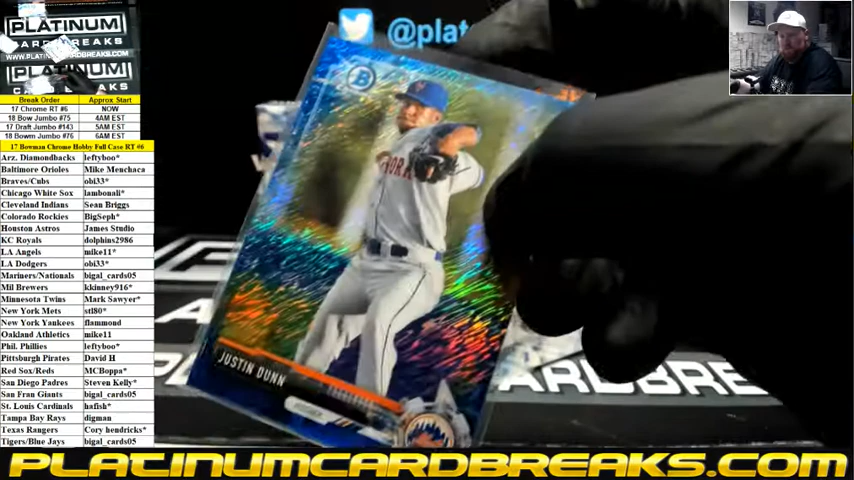 PLATINUM
CARDBREAKS
PLATINUM
@plat
Break Order Approx Start
17 Chrome RT #6 NOW
18 Bow Jumbo #75 4AM EST
17 Draft Jumbo #143 5AM EST
18 Bowm Jumbo #76 6AM EST
17 Bowman Chrome Hobby Full Case RT #6
Arz. Diamondbacks leftyboo*
Baltimore Orioles Mike Menchaca
Braves/Cubs obi33*
Chicago White Sox lambonali*
Cleveland Indians Sean Briggs
Colorado Rockies BigSeph*
Houston Astros James Studio
KC Royals dolphins2986
LA Angels mike11*
LA Dodgers obi33*
Mariners/Nationals bigal_cards05
Mil Brewers kkinney916*
Minnesota Twins Mark Sawyer*
New York Mets stl80*
New York Yankees flammond
Oakland Athletics mike11
Phil. Phillies leftyboo*
Pittsburgh Pirates David H
Red Sox/Reds MCBoppa*
San Diego Padres Steven Kelly*
San Fran Giants bigal_cards05
St. Louis Cardinals hafish*
Tampa Bay Rays digman
Texas Rangers Cory hendricks*
Tigers/Blue Jays bigal_cards05
B
JUSTIN DUNN
ARDBREAKS
PLATINUMCARDBREAKS.COM